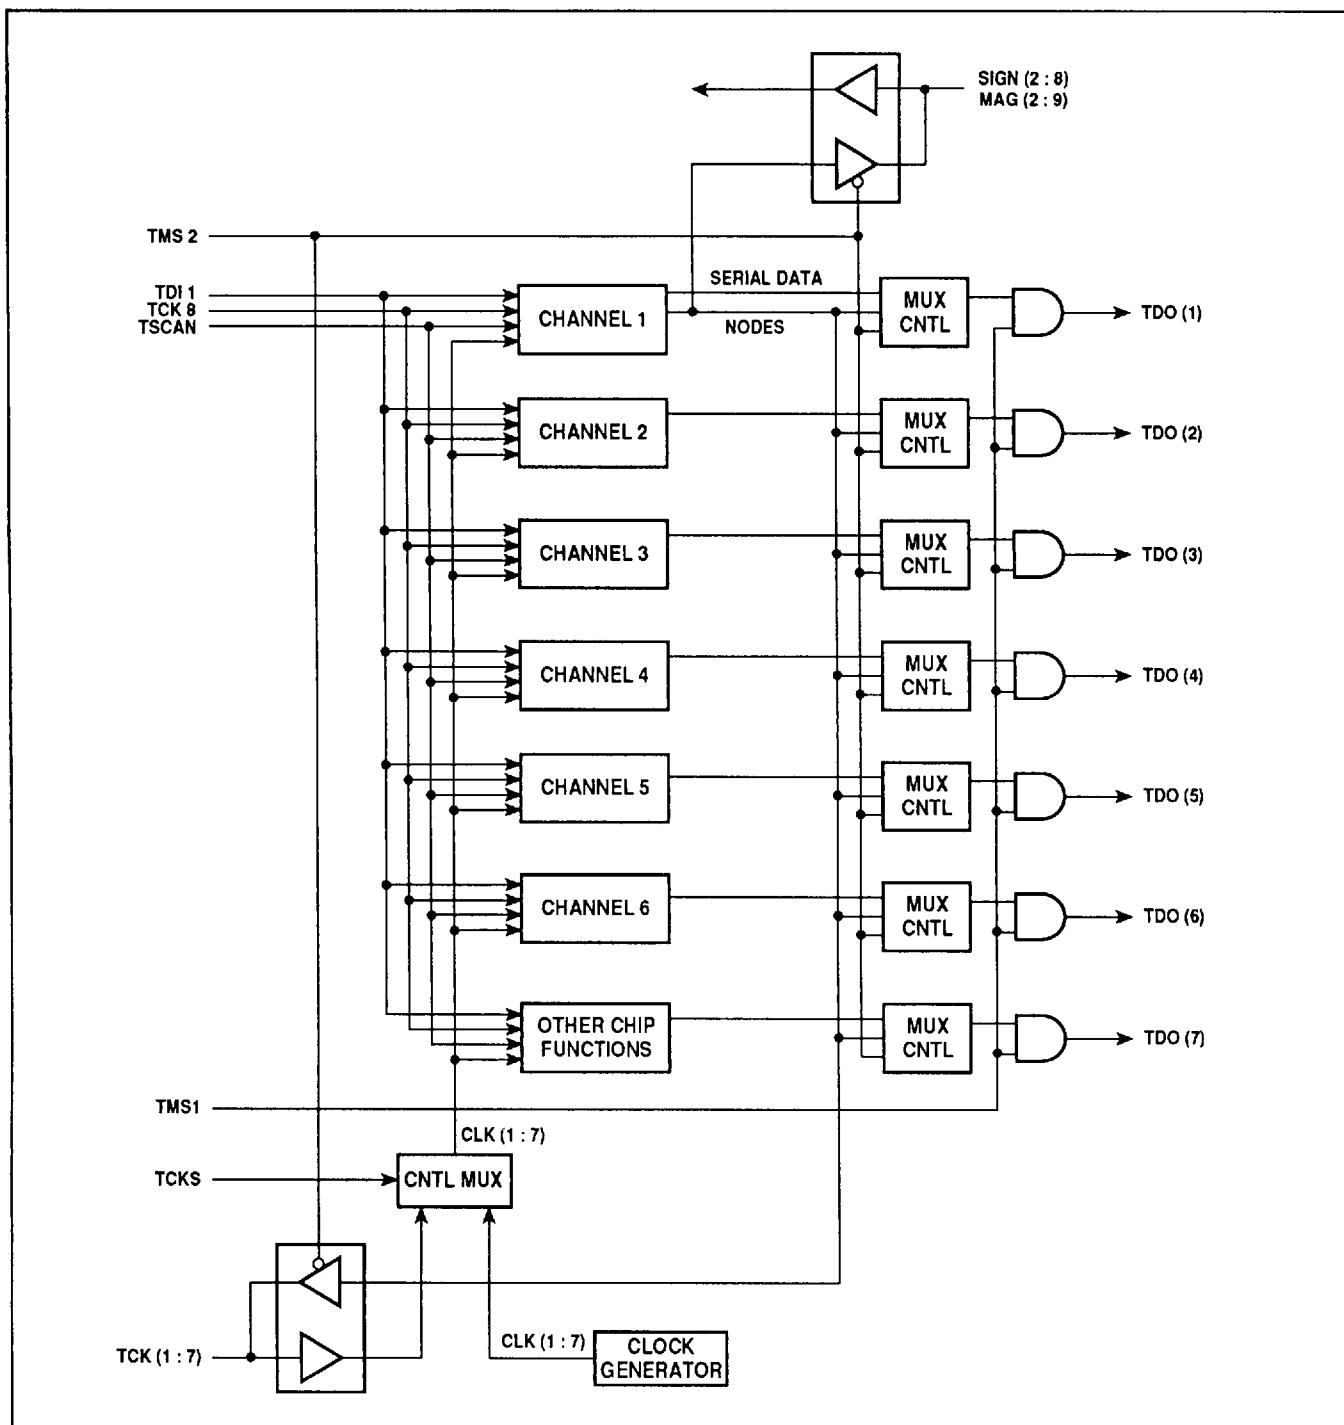 SIGN (2 : 8)
MAG (2 : 9)
TMS 2
TDI 1
TCK 8
TSCAN
SERIAL DATA
NODES
CHANNEL 1
MUX
CNTL
TDO (1)
CHANNEL 2
MUX
CNTL
TDO (2)
CHANNEL 3
MUX
CNTL
TDO (3)
CHANNEL 4
MUX
CNTL
TDO (4)
CHANNEL 5
MUX
CNTL
TDO (5)
CHANNEL 6
MUX
CNTL
TDO (6)
OTHER CHIP
FUNCTIONS
MUX
CNTL
TDO (7)
TMS1
CLK (1 : 7)
TCKS
CNTL MUX
TCK (1 : 7)
CLK (1 : 7)
CLOCK
GENERATOR